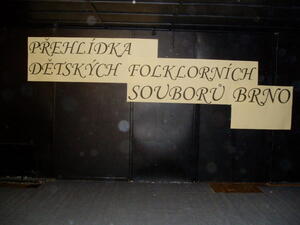 PŘEHLÍDKA
DĚTSKÝCH FOLKLORNÍCH
SOUBORŮ BRNO